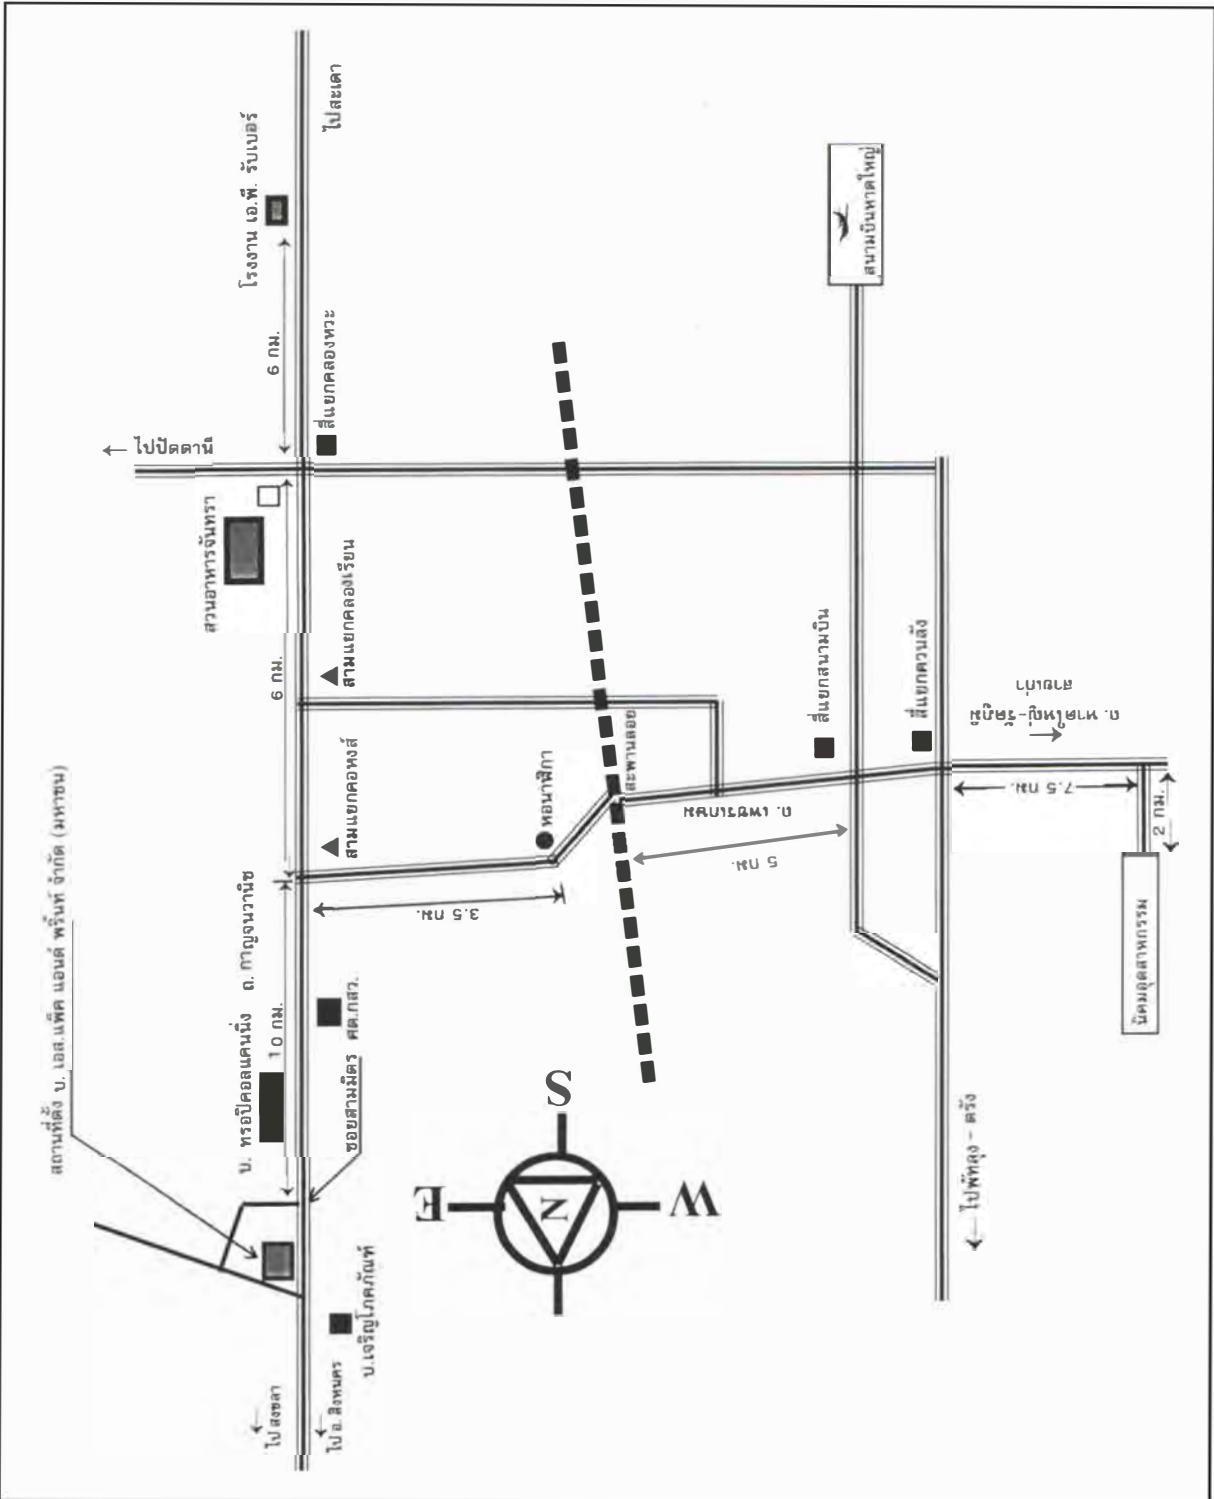 สถานที่ตั้ง บ. เอส.แพ็ค แอนด์ พริ้นท์ จำกัด (มหาชน)
ไปปัตตานี
สวนอาหารจันทรา
โรงงาน เอ.พี. รับเบอร์
บ. ทรอปิคอลแคนนิ่ง
ถ. กาญจนวานิช
10 กม.
6 กม.
6 กม.
ไปสงขลา
ไป อ. สิงหนคร
บ.เจริญโภคภัณฑ์
ซอยสามมิตร
ศต.กสว.
สามแยกคอหงส์
สามแยกคลองเรียน
สี่แยกคลองหวะ
ไปสะเดา
3.5 กม.
หอนาฬิกา
สะพานลอย
ถ. เพชรเกษม
5 กม.
E
S
N
W
สี่แยกสนามบิน
สนามบินหาดใหญ่
สี่แยกควนลัง
ไปพัทลุง - ตรัง
ถ. หาดใหญ่-รัตภูมิ
สายเก่า
7.5 กม.
2 กม.
นิคมอุตสาหกรรม